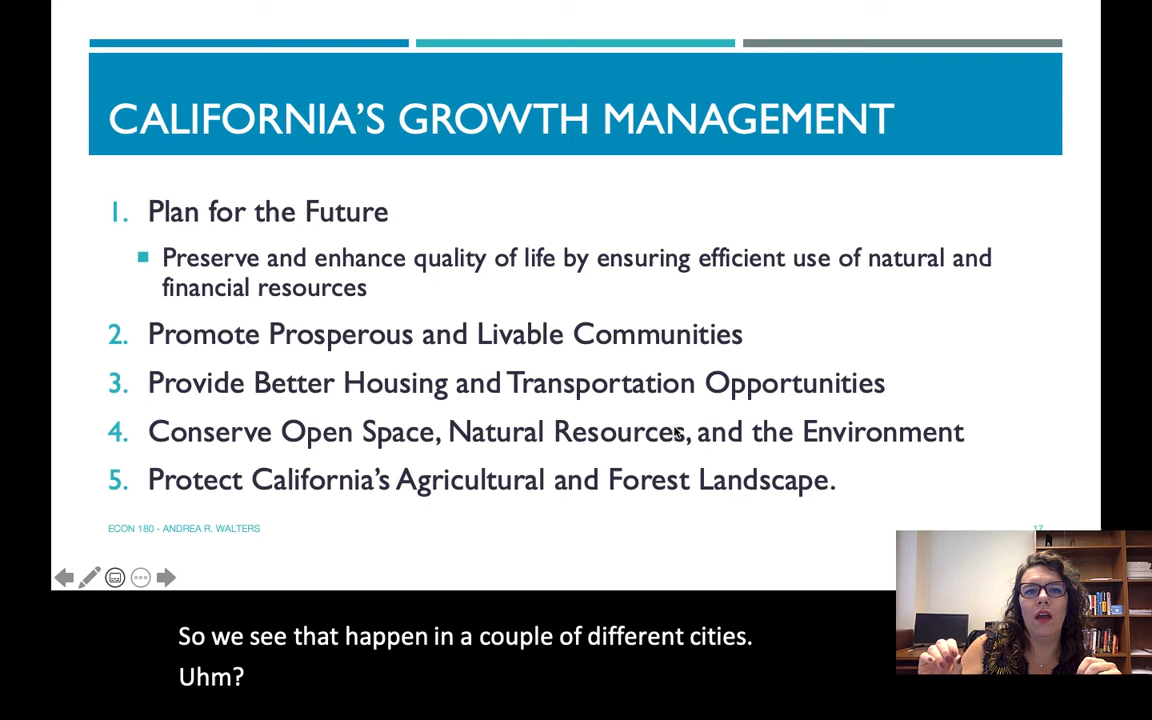 CALIFORNIA'S GROWTH MANAGEMENT
1. Plan for the Future
Preserve and enhance quality of life by ensuring efficient use of natural and
financial resources
2. Promote Prosperous and Livable Communities
3. Provide Better Housing and Transportation Opportunities
4. Conserve Open Space, Natural Resources, and the Environment
5. Protect California's Agricultural and Forest Landscape.
ECON 180 - ANDREA R. WALTERS
17
So we see that happen in a couple of different cities.
Uhm?